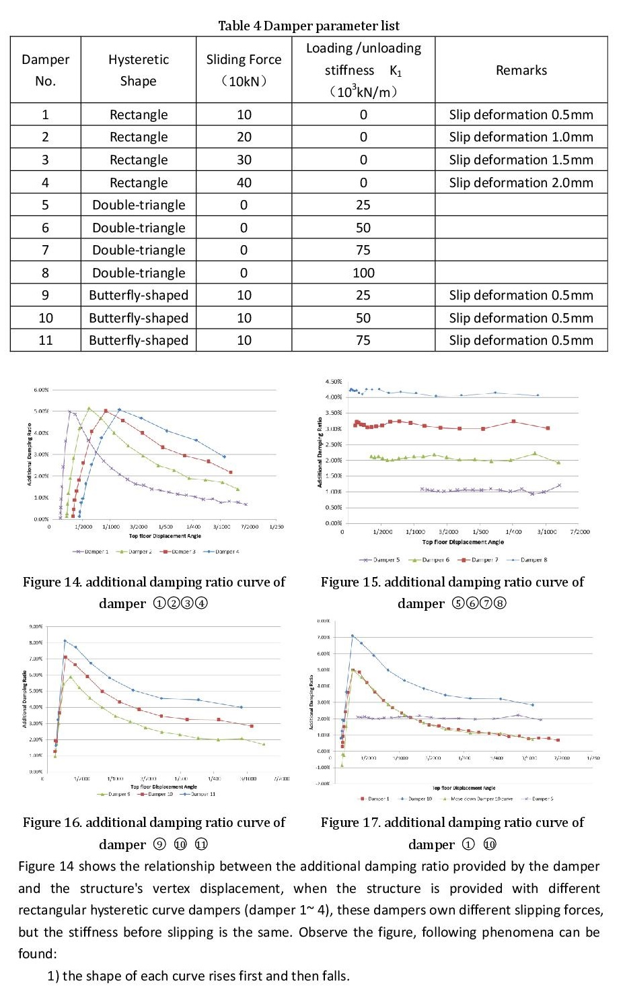 Table 4 Damper parameter list
Damper No.	Hysteretic Shape	Sliding Force (10kN)	Loading /unloading stiffness K₁ (10³kN/m)	Remarks
1	Rectangle	10	0	Slip deformation 0.5mm
2	Rectangle	20	0	Slip deformation 1.0mm
3	Rectangle	30	0	Slip deformation 1.5mm
4	Rectangle	40	0	Slip deformation 2.0mm
5	Double-triangle	0	25
6	Double-triangle	0	50
7	Double-triangle	0	75
8	Double-triangle	0	100
9	Butterfly-shaped	10	25	Slip deformation 0.5mm
10	Butterfly-shaped	10	50	Slip deformation 0.5mm
11	Butterfly-shaped	10	75	Slip deformation 0.5mm
Additional Damping Ratio
6.00%
5.00%
4.00%
3.00%
2.00%
1.00%
0.00%
0 1/2000 1/1000 3/2000 1/500 1/400 3/1000 7/2000 1/250
Top floor Displacement Angle
Damper 1 Damper 2 Damper 3 Damper 4
Figure 14. additional damping ratio curve of
damper ①②③④
Additional Damping Ratio
4.50%
4.00%
3.50%
3.00%
2.50%
2.00%
1.50%
1.00%
0.50%
0.00%
0 1/2000 1/1000 3/2000 1/500 1/400 3/1000 7/2000
Top floor Displacement Angle
Damper 5 Damper 6 Damper 7 Damper 8
Figure 15. additional damping ratio curve of
damper ⑤⑥⑦⑧
Additional Damping Ratio
9.00%
8.00%
7.00%
6.00%
5.00%
4.00%
3.00%
2.00%
1.00%
0.00%
0 1/2000 1/1000 3/2000 1/500 1/400 3/1000 7/2000
Top floor Displacement Angle
Damper 9 Damper 10 Damper 11
Figure 16. additional damping ratio curve of
damper ⑨ ⑩ ⑪
Additional Damping Ratio
8.00%
7.00%
6.00%
5.00%
4.00%
3.00%
2.00%
1.00%
0.00%
-1.00%
-2.00%
0 1/2000 1/1000 3/2000 1/500 1/400 3/1000 7/2000 1/250
Top floor Displacement Angle
Damper 1 Damper 10 Move down Damper 10 curve Damper 6
Figure 17. additional damping ratio curve of
damper ① ⑩
Figure 14 shows the relationship between the additional damping ratio provided by the damper
and the structure's vertex displacement, when the structure is provided with different
rectangular hysteretic curve dampers (damper 1~ 4), these dampers own different slipping forces,
but the stiffness before slipping is the same. Observe the figure, following phenomena can be
found:
1) the shape of each curve rises first and then falls.